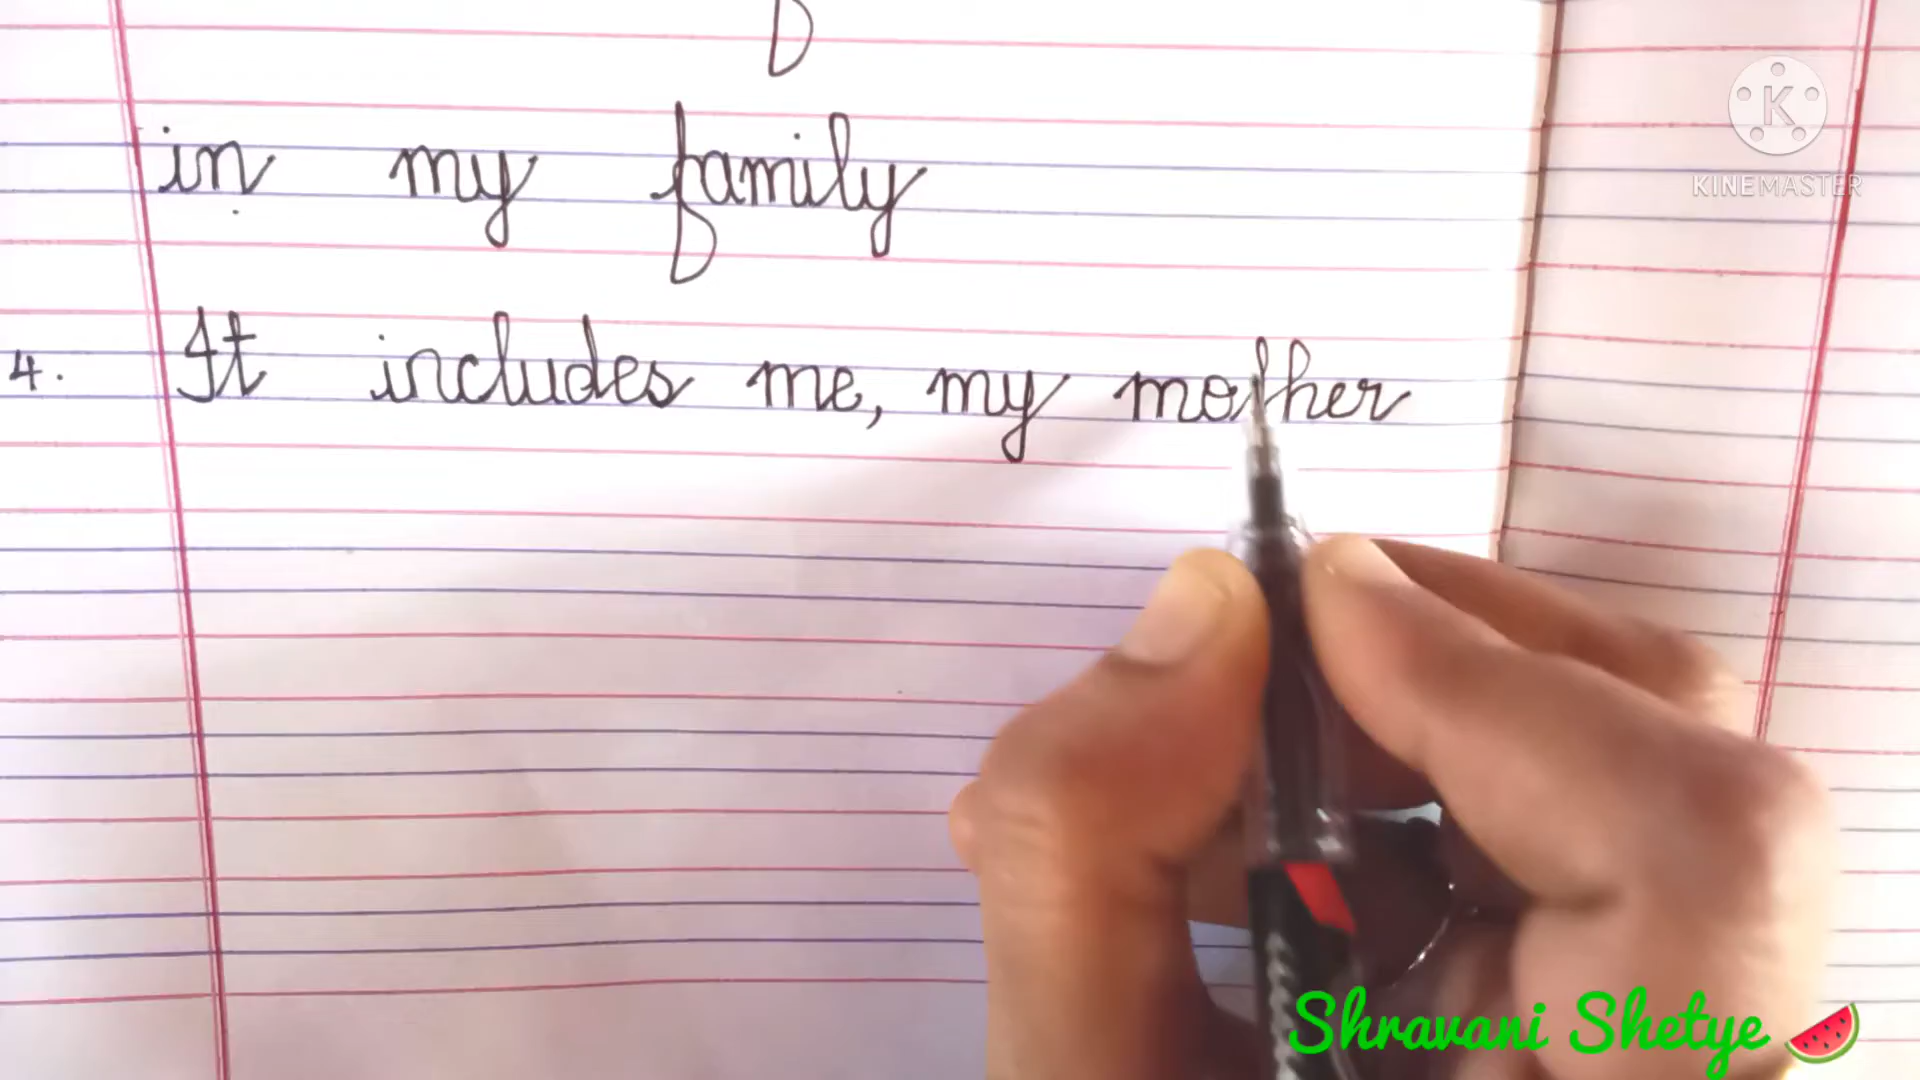 in my family
4. It includes me, my mother
KINEMASTER
Shravani Shetye